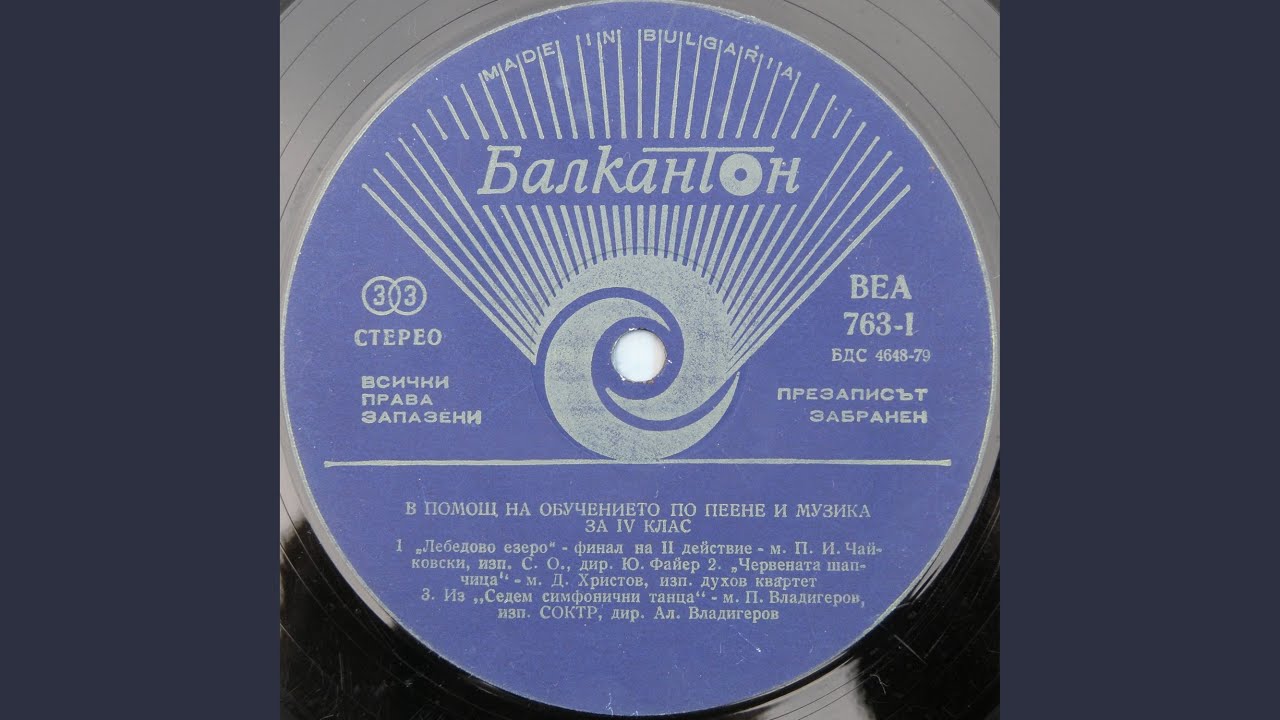 MADE IN BULGARIA
Балкантон
33
СТЕРЕО
ВСИЧКИ
ПРАВА
ЗАПАЗЕНИ
ВЕА
763-I
БДС 4648-79
ПРЕЗАПИСЪТ
ЗАБРАНЕН
В ПОМОЩ НА ОБУЧЕНИЕТО ПО ПЕЕНЕ И МУЗИКА
ЗА IV КЛАС
1 „Лебедово езеро“ - финал на II действие - м. П. И. Чай-
ковски, изп. С. О., дир. Ю. Файер 2. „Червената шап-
чица“ - м. Д. Христов, изп. духов квартет
3. Из „Седем симфонични танца“ - м. П. Владигеров,
изп. СОКТР, дир. Ал. Владигеров